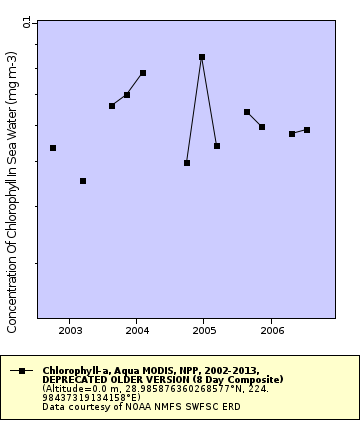 0.1
Concentration Of Chlorophyll In Sea Water (mg m-3)
2003 2004 2005 2006
Chlorophyll-a, Aqua MODIS, NPP, 2002-2013,
DEPRECATED OLDER VERSION (8 Day Composite)
(Altitude=0.0 m, 28.985876360268577°N, 224.
98437319134158°E)
Data courtesy of NOAA NMFS SWFSC ERD